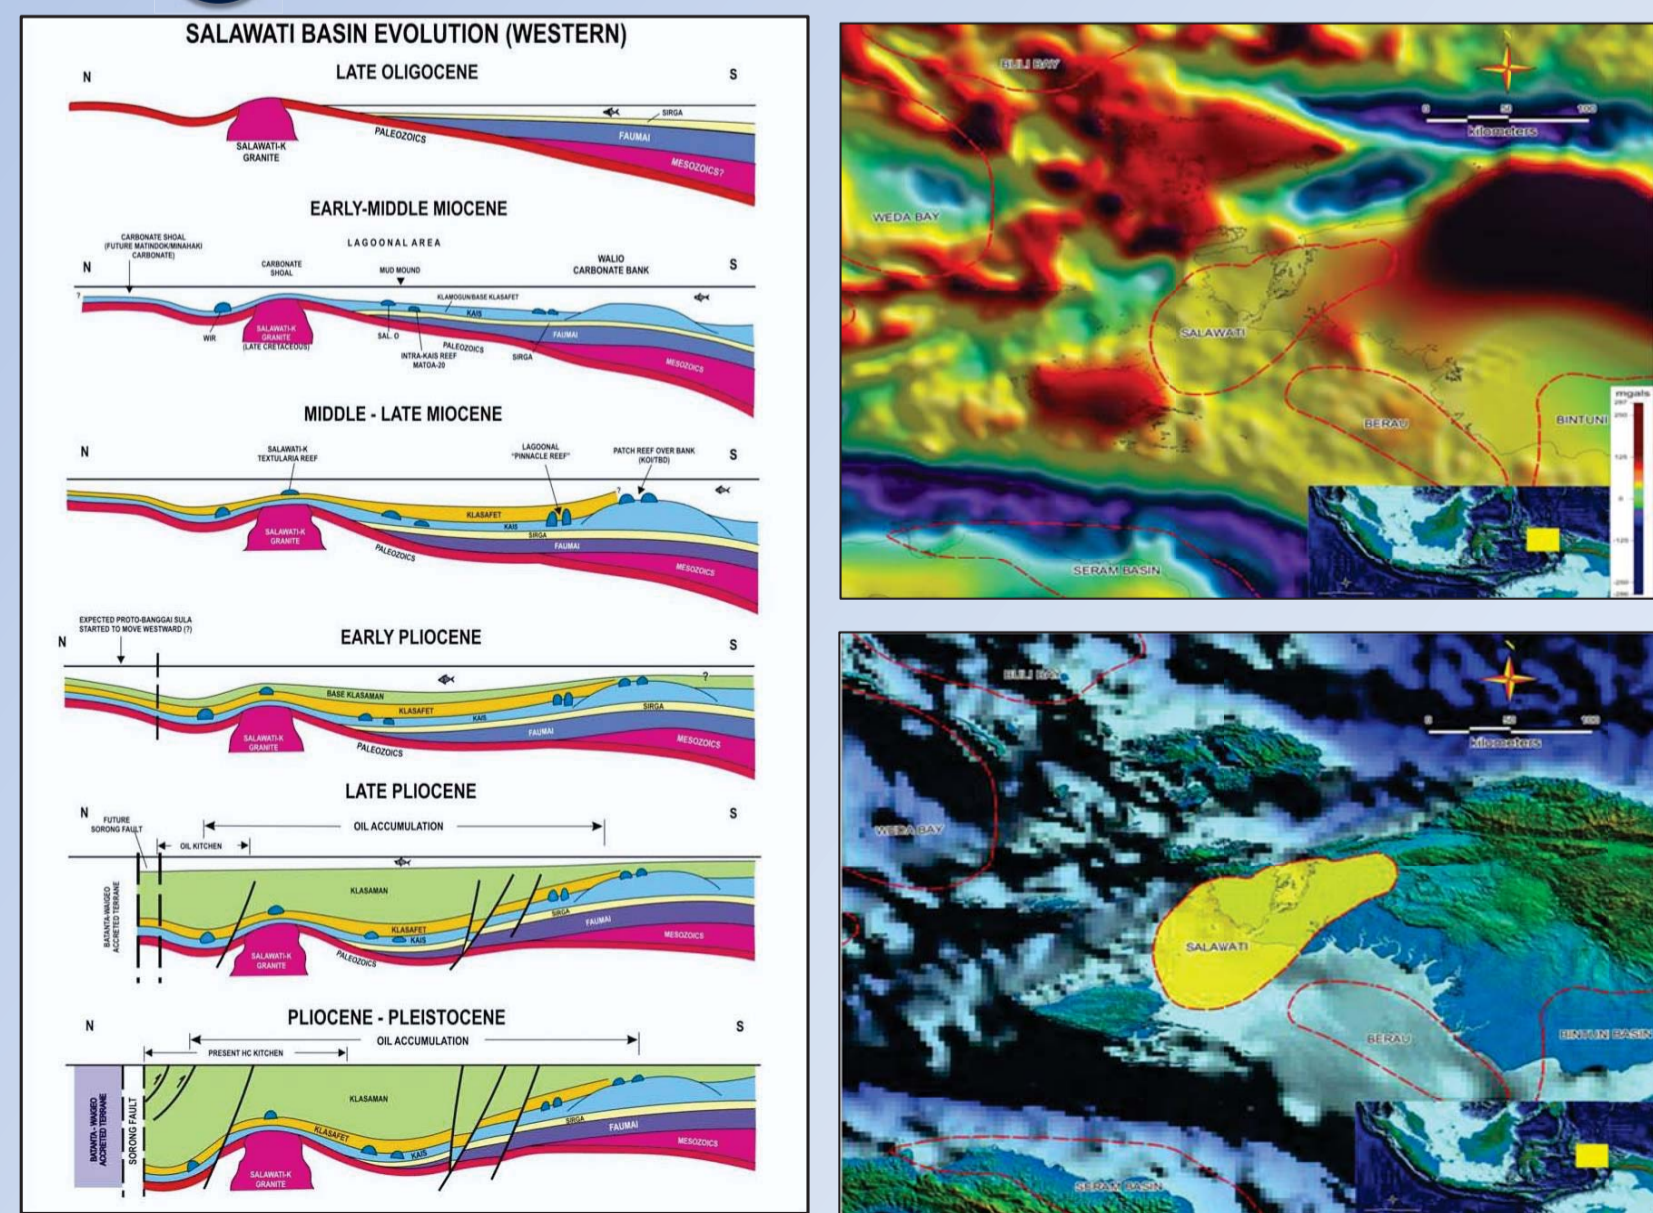 SALAWATI BASIN EVOLUTION (WESTERN)
LATE OLIGOCENE
N
S
SIRGA
FAUMAI
PALEOZOICS
MESOZOICS?
SALAWATI-K
GRANITE
EARLY-MIDDLE MIOCENE
CARBONATE SHOAL
(FUTURE MATINDOK/MINAHAKI
CARBONATE)
LAGOONAL AREA
N
CARBONATE
SHOAL
MUD MOUND
WALIO
CARBONATE BANK
S
?
KLAMOGUN/BASE KLASAFET
KAIS
WIR
SALAWATI-K
GRANITE
(LATE CRETACEOUS)
SAL. O
PALEOZOICS
INTRA-KAIS REEF
MATOA-20
SIRGA
FAUMAI
MESOZOICS
MIDDLE - LATE MIOCENE
N
SALAWATI-K
TEXTULARIA REEF
LAGOONAL
"PINNACLE REEF"
PATCH REEF OVER BANK
(KOI/TBD)
S
?
KLASAFET
KAIS
SIRGA
FAUMAI
SALAWATI-K
GRANITE
PALEOZOICS
MESOZOICS
EXPECTED PROTO-BANGGAI SULA
STARTED TO MOVE WESTWARD (?)
N
EARLY PLIOCENE
S
?
BASE KLASAMAN
KLASAFET
KAIS
SIRGA
FAUMAI
SALAWATI-K
GRANITE
PALEOZOICS
MESOZOICS
LATE PLIOCENE
N
S
FUTURE
SORONG FAULT
OIL ACCUMULATION
OIL KITCHEN
BATANTA-WAIGEO
ACCRETED TERRANE
KLASAMAN
SIRGA
FAUMAI
KLASAFET
KAIS
MESOZOICS
SALAWATI-K
GRANITE
PALEOZOICS
PLIOCENE - PLEISTOCENE
N
S
OIL ACCUMULATION
PRESENT HC KITCHEN
BATANTA - WAIGEO
ACCRETED TERRANE
SORONG FAULT
KLASAMAN
KLASAFET
KAIS
SIRGA
FAUMAI
MESOZOICS
SALAWATI-K
GRANITE
BULI BAY
0 50 100
kilometers
WEDA BAY
SALAWATI
BERAU
BINTUNI
mgals
SERAM BASIN
BULI BAY
0 50 100
kilometers
WEDA BAY
SALAWATI
BERAU
BINTUNI BASIN
SERAM BASIN